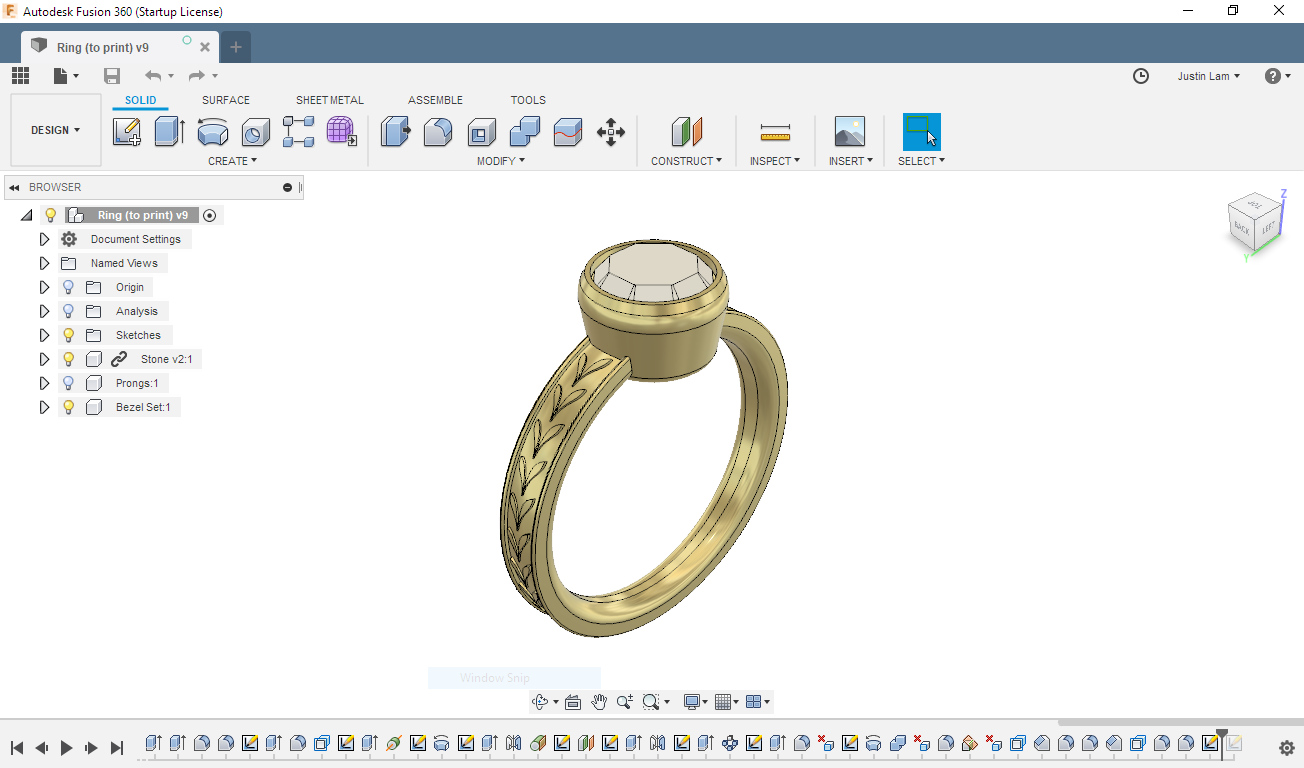 Autodesk Fusion 360 (Startup License)
Ring (to print) v9
Justin Lam
SOLID SURFACE SHEET METAL ASSEMBLE TOOLS
DESIGN
CREATE MODIFY CONSTRUCT INSPECT INSERT SELECT
BROWSER
Ring (to print) v9
Document Settings
Named Views
Origin
Analysis
Sketches
Stone v2:1
Prongs:1
Bezel Set:1
Z
TOP
BACK
LEFT
Y
Window Snip